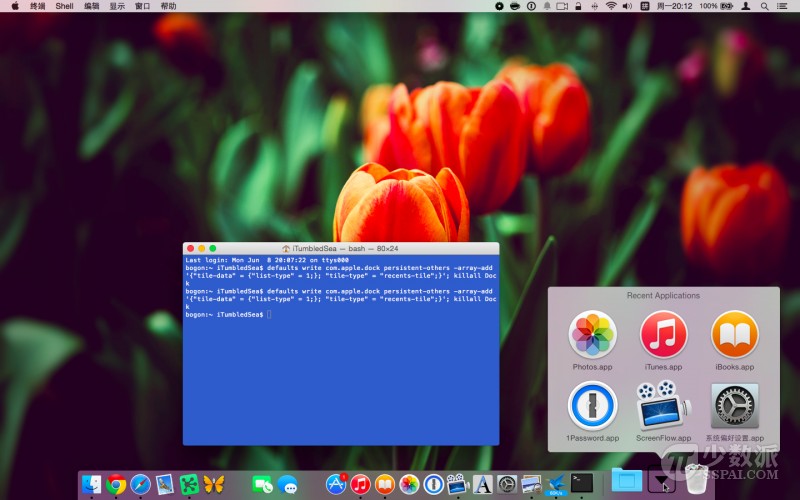 终端 Shell 编辑 显示 窗口 帮助 拼 周一20:12 100%
iTumbledSea — bash — 80×24
Last login: Mon Jun  8 20:07:22 on ttys000
bogon:~ iTumbledSea$ defaults write com.apple.dock persistent-others -array-add
'{"tile-data" = {"list-type" = 1;}; "tile-type" = "recents-tile";}'; killall Doc
k
bogon:~ iTumbledSea$ defaults write com.apple.dock persistent-others -array-add
'{"tile-data" = {"list-type" = 1;}; "tile-type" = "recents-tile";}'; killall Doc
k
bogon:~ iTumbledSea$
Recent Applications
Photos.app iTunes.app iBooks.app
1Password.app ScreenFlow.app 系统偏好设置.app
少数派
SSPAI.COM